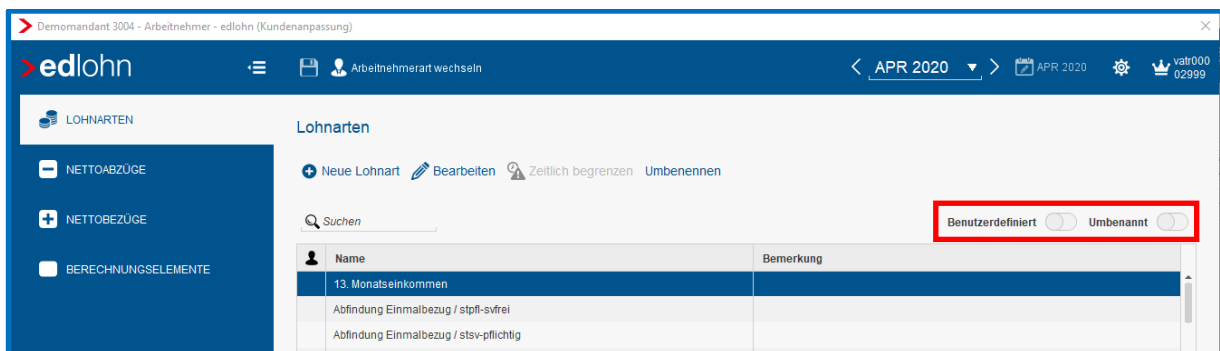 Demomandant 3004 - Arbeitnehmer - edlohn (Kundenanpassung)
edlohn
Arbeitnehmerart wechseln
APR 2020
APR 2020
vatr000
02999
LOHNARTEN
NETTOABZÜGE
NETTOBEZÜGE
BERECHNUNGSELEMENTE
Lohnarten
Neue Lohnart Bearbeiten Zeitlich begrenzen Umbenennen
Suchen
Benutzerdefiniert Umbenannt
Name Bemerkung
13. Monatseinkommen
Abfindung Einmalbezug / stpfl-svfrei
Abfindung Einmalbezug / stsv-pflichtig